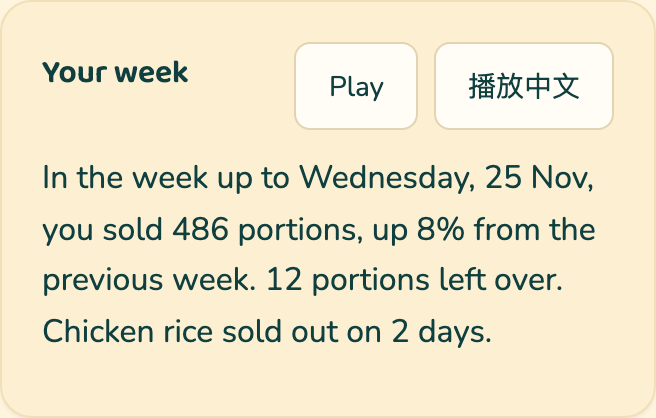 Your week
Play
播放中文
In the week up to Wednesday, 25 Nov,
you sold 486 portions, up 8% from the
previous week. 12 portions left over.
Chicken rice sold out on 2 days.